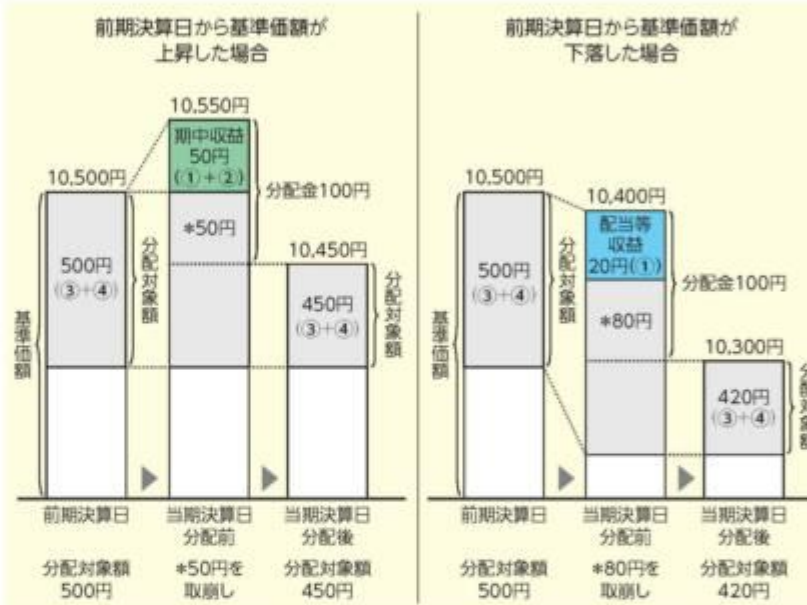 前期決算日から基準価額が
上昇した場合
10,550円
期中収益
50円
(①+②)
10,500円
分配金100円
*50円
10,450円
500円
(③+④)
分配対象額
450円
(③+④)
分配対象額
基準価額
前期決算日
当期決算日
分配前
当期決算日
分配後
分配対象額
500円
*50円を
取崩し
分配対象額
450円
前期決算日から基準価額が
下落した場合
10,500円
10,400円
配当等
収益
20円(①)
分配金100円
500円
(③+④)
分配対象額
*80円
10,300円
420円
(③+④)
分配対象額
基準価額
前期決算日
当期決算日
分配前
当期決算日
分配後
分配対象額
500円
*80円を
取崩し
分配対象額
420円